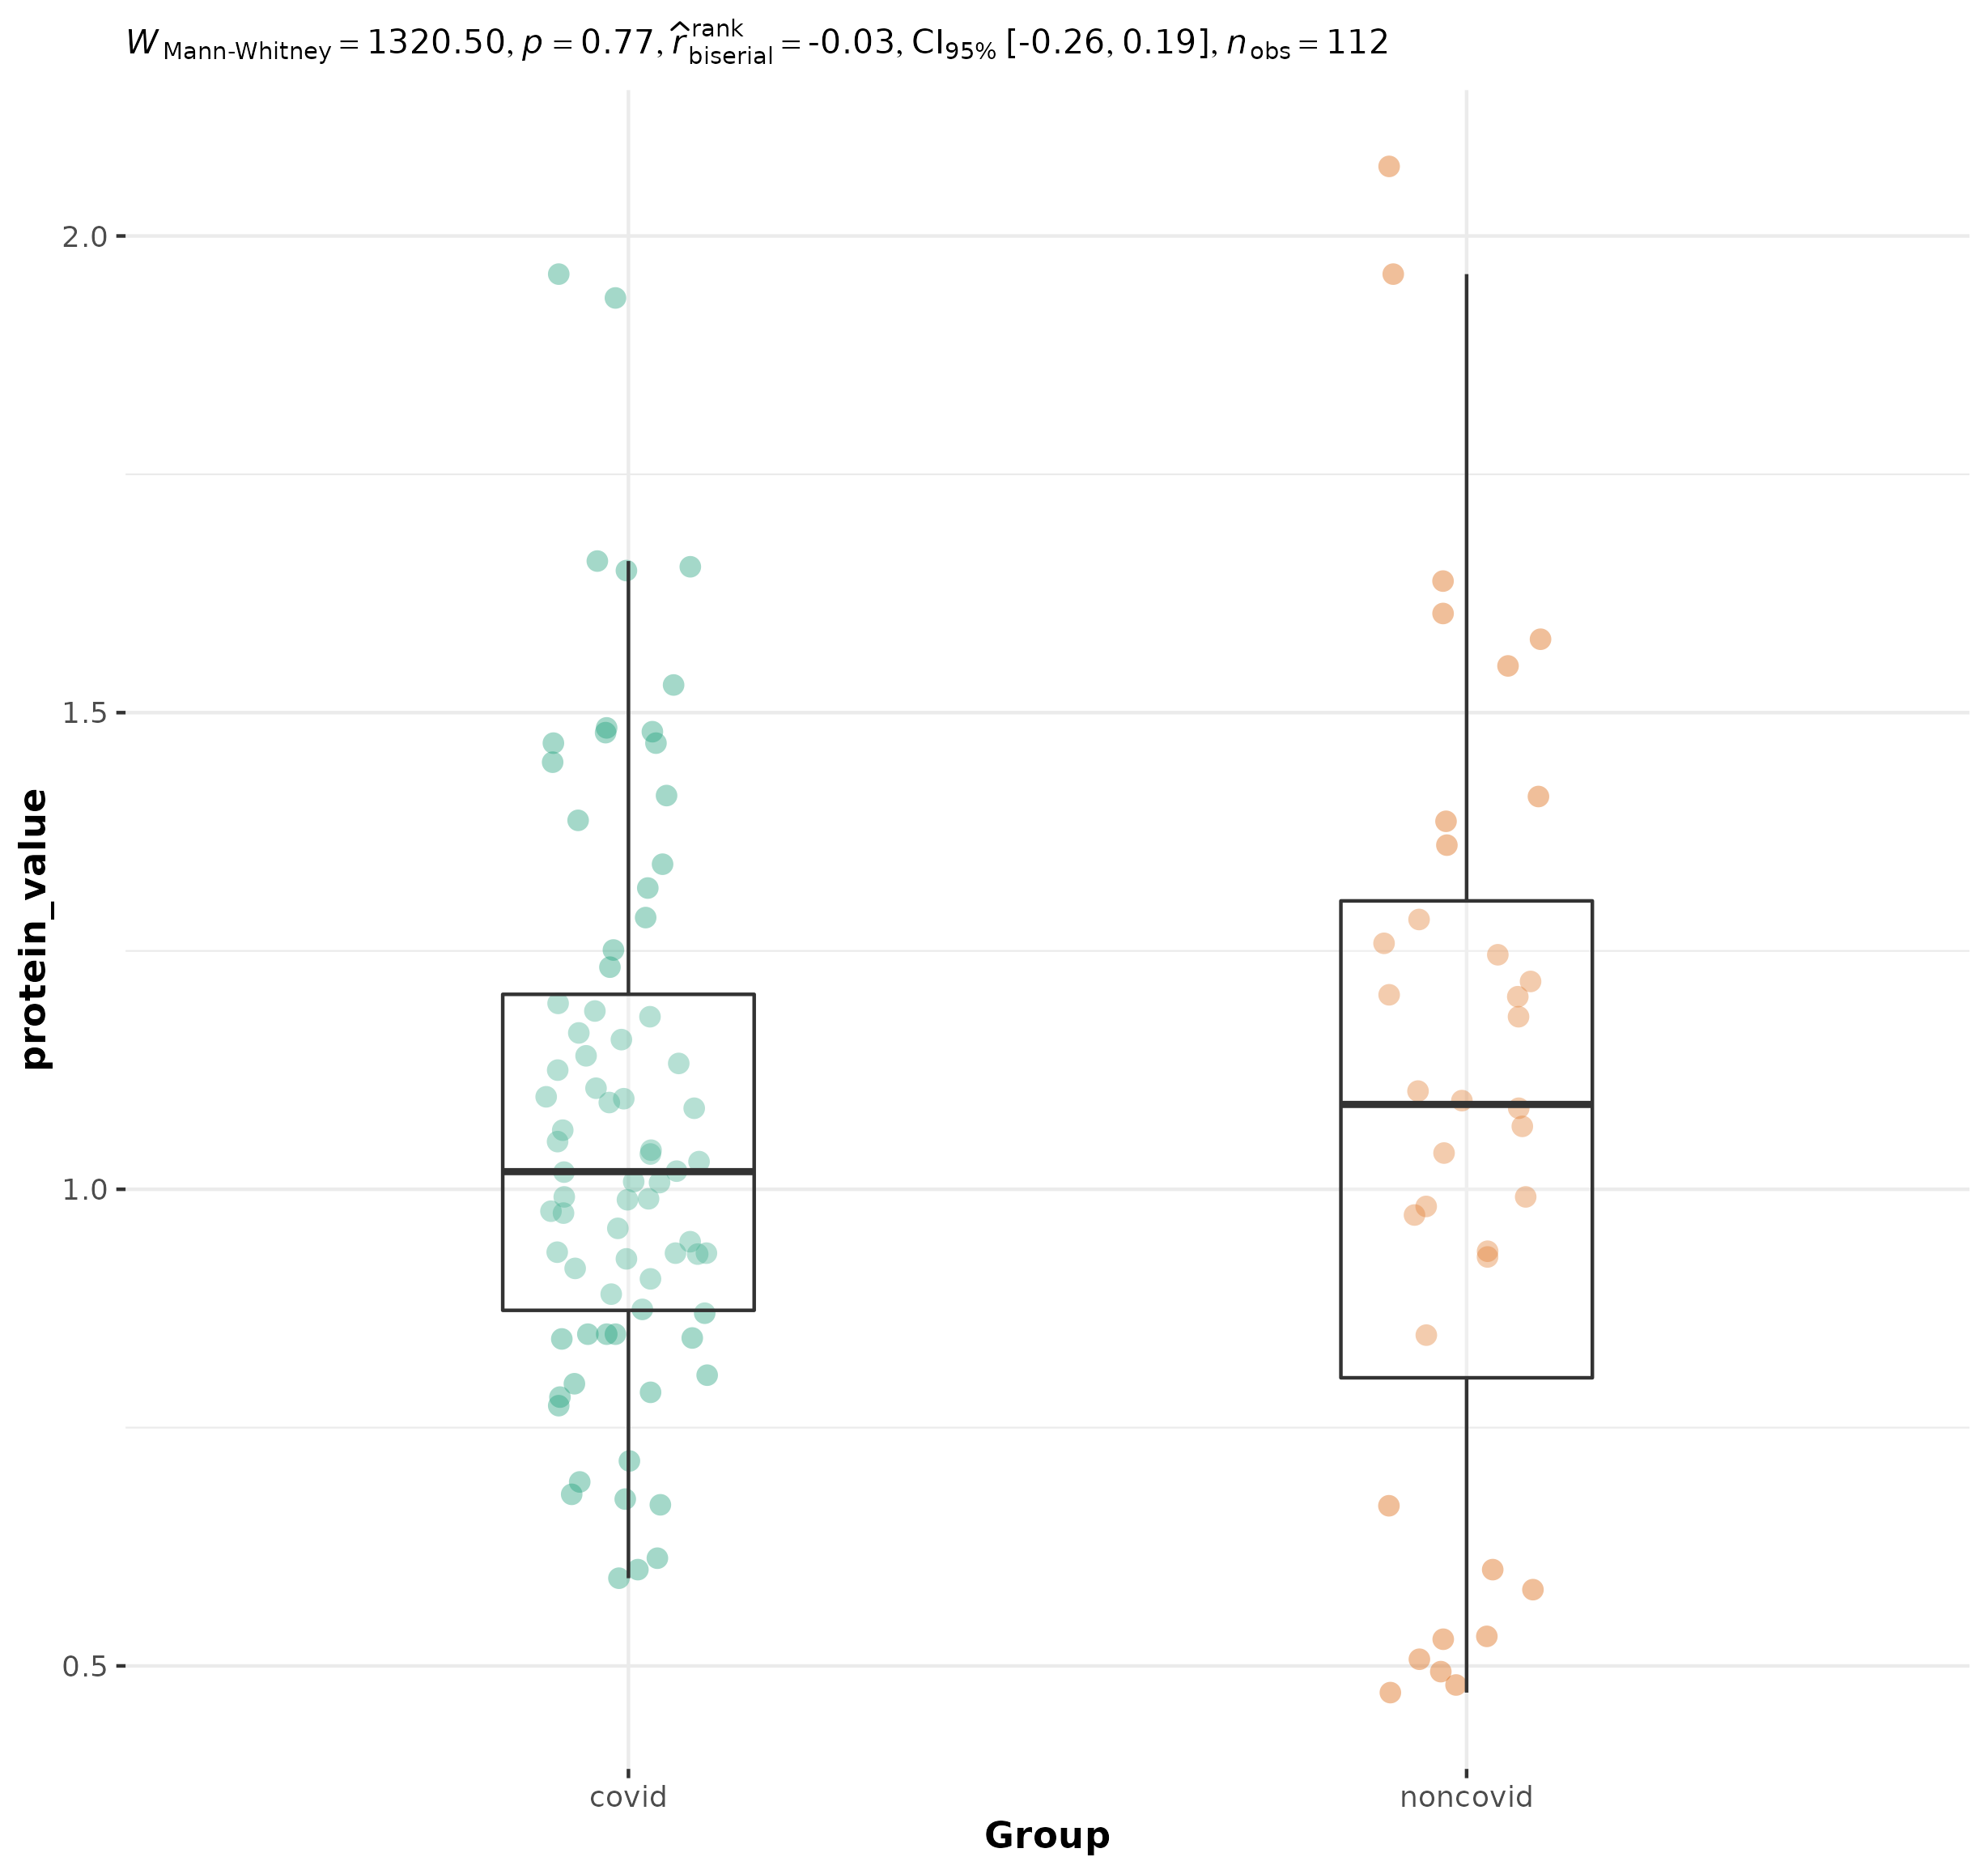 W Mann-Whitney = 1320.50, p = 0.77, r̂ rank biserial = -0.03, CI95% [-0.26, 0.19], nobs = 112
protein_value
2.0
1.5
1.0
0.5
covid noncovid
Group